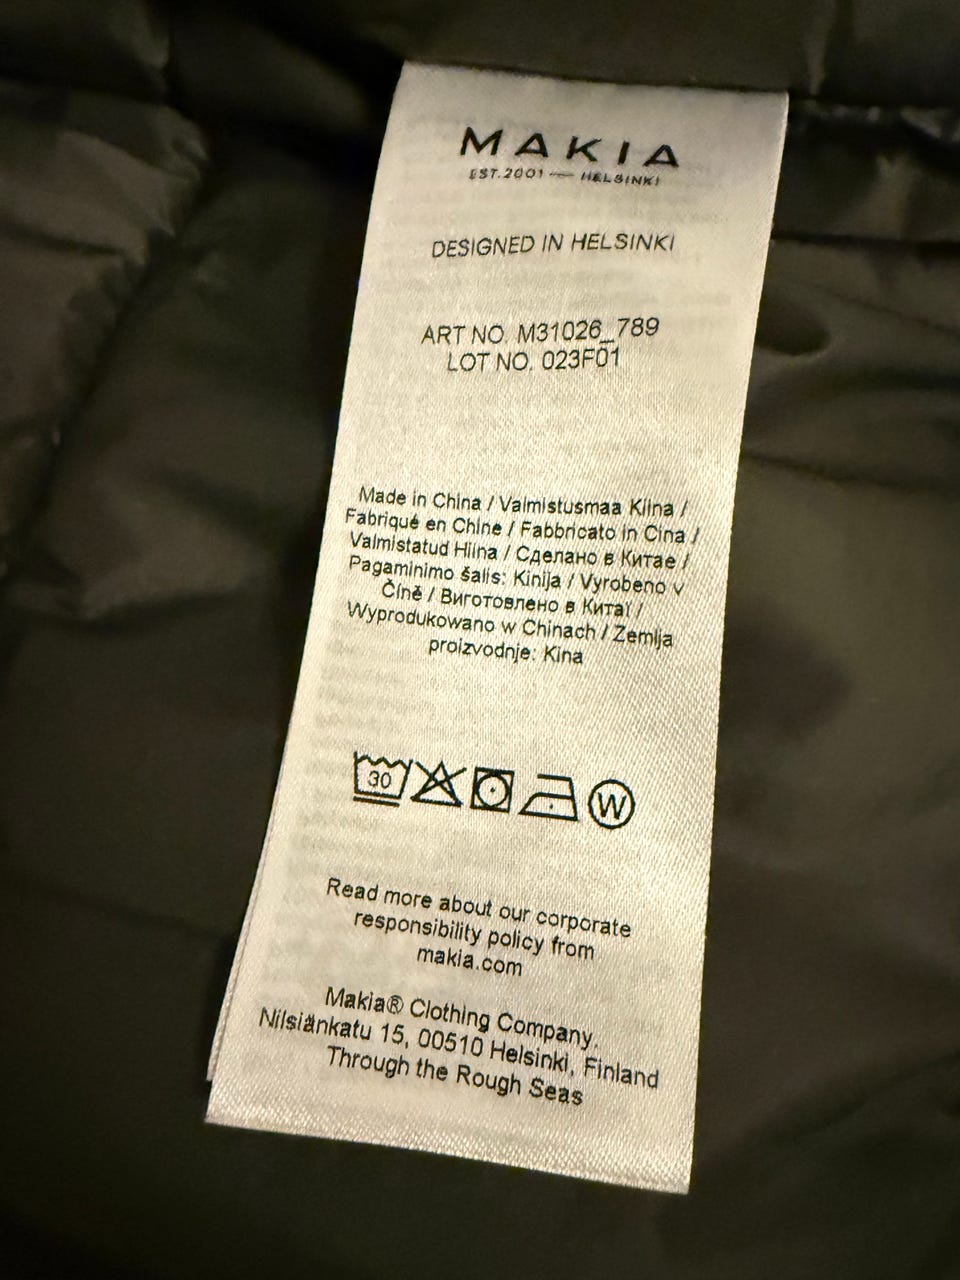 MAKIA
EST.2001 — HELSINKI
DESIGNED IN HELSINKI
ART NO. M31026_789
LOT NO. 023F01
Made in China / Valmistusmaa Kiina /
Fabriqué en Chine / Fabbricato in Cina /
Valmistatud Hiina / Сделано в Китае /
Pagaminimo šalis: Kinija / Vyrobeno v
Číně / Виготовлено в Китаї /
Wyprodukowano w Chinach / Zemlja
proizvodnje: Kina
30
W
Read more about our corporate
responsibility policy from
makia.com
Makia® Clothing Company.
Nilsiänkatu 15, 00510 Helsinki, Finland
Through the Rough Seas